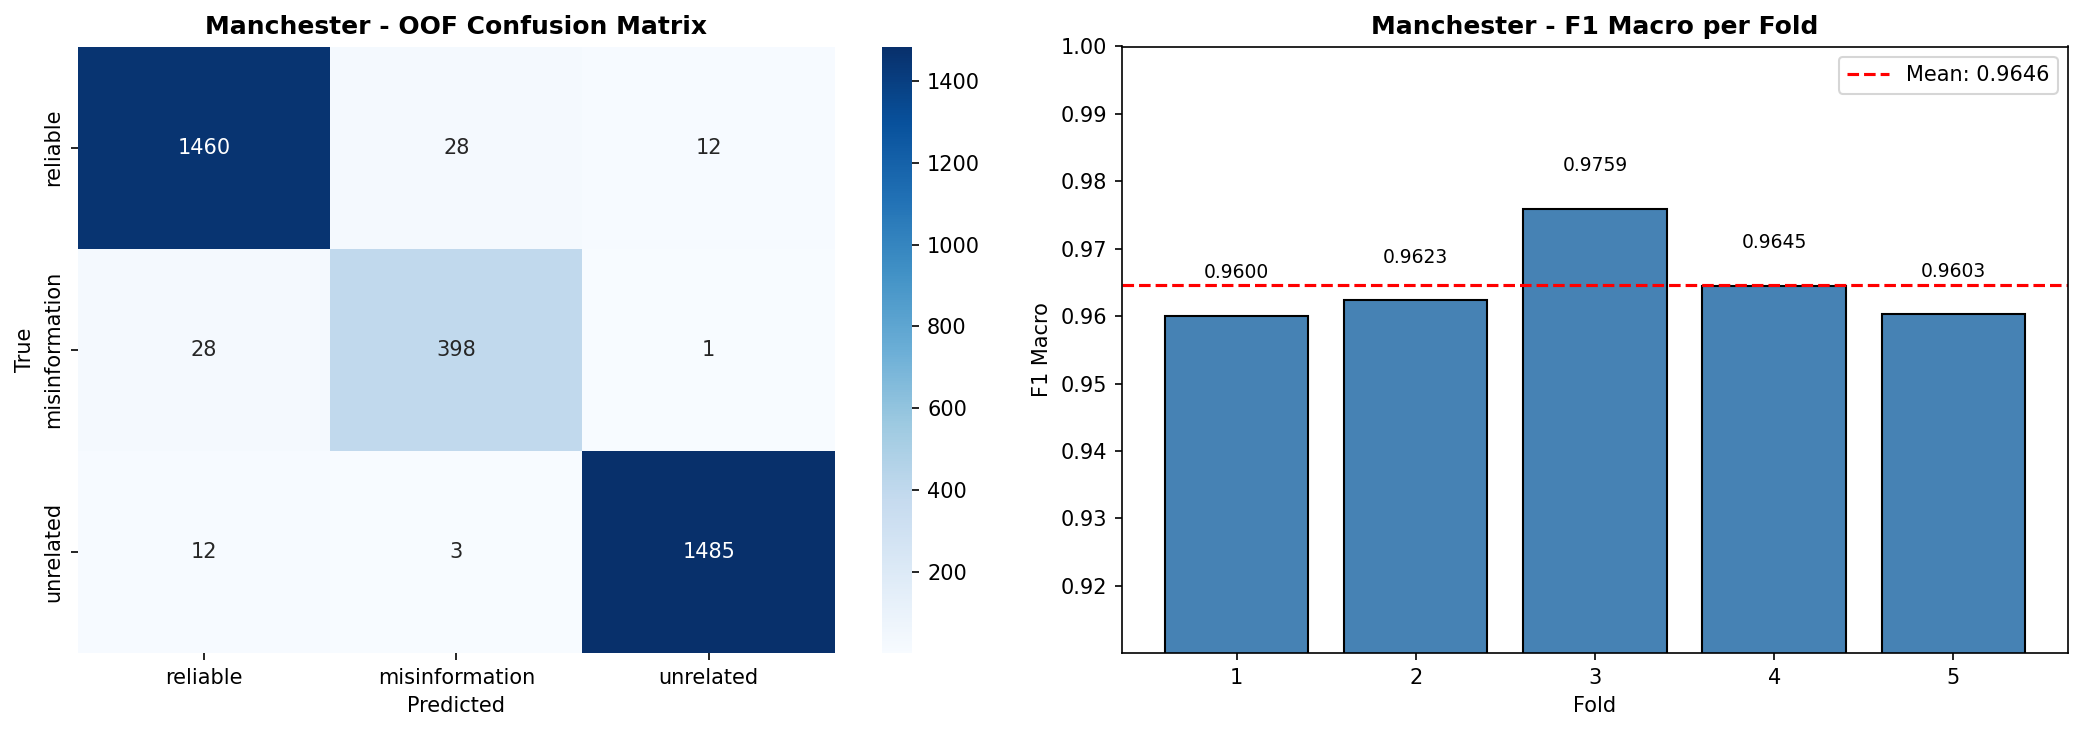 Manchester - OOF Confusion Matrix
True
reliable
misinformation
unrelated
1460 28 12
28 398 1
12 3 1485
reliable misinformation unrelated
Predicted
1400
1200
1000
800
600
400
200
Manchester - F1 Macro per Fold
F1 Macro
1.00
0.99
0.98
0.97
0.96
0.95
0.94
0.93
0.92
Mean: 0.9646
0.9600 0.9623 0.9759 0.9645 0.9603
1 2 3 4 5
Fold